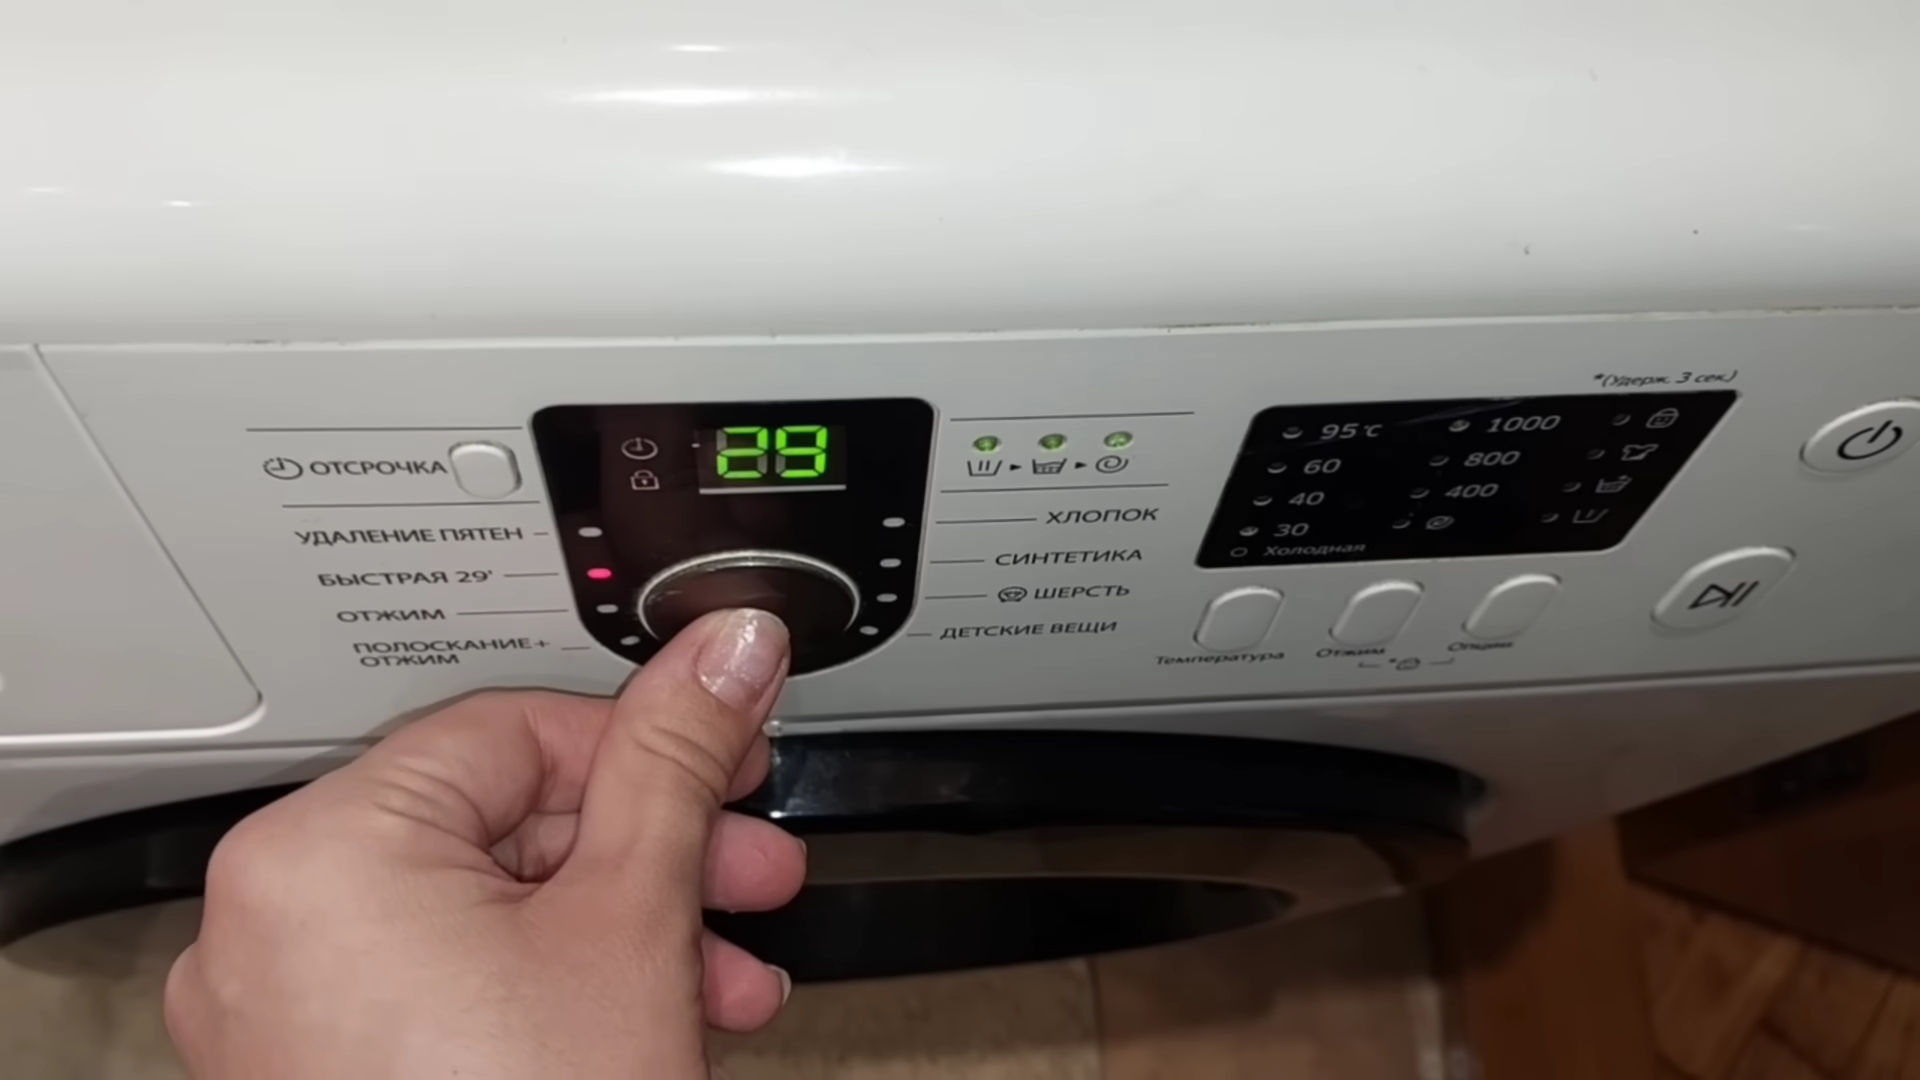 *(Удерж. 3 сек.)
ОТСРОЧКА
29
УДАЛЕНИЕ ПЯТЕН
БЫСТРАЯ 29'
ОТЖИМ
ПОЛОСКАНИЕ+
ОТЖИМ
ХЛОПОК
СИНТЕТИКА
ШЕРСТЬ
ДЕТСКИЕ ВЕЩИ
95˚c 1000
60 800
40 400
30
Холодная
Температура Отжим Опции